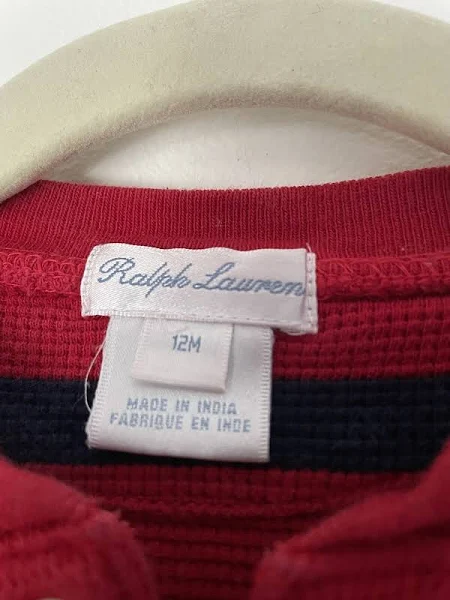 Ralph Lauren
12M
MADE IN INDIA
FABRIQUE EN INDE